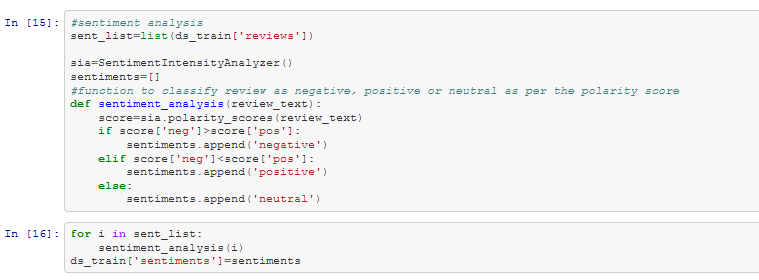 In [15]: #sentiment analysis
sent_list=list(ds_train['reviews'])
sia=SentimentIntensityAnalyzer()
sentiments=[]
#function to classify review as negative, positive or neutral as per the polarity score
def sentiment_analysis(review_text):
    score=sia.polarity_scores(review_text)
    if score['neg']>score['pos']:
        sentiments.append('negative')
    elif score['neg']<score['pos']:
        sentiments.append('positive')
    else:
        sentiments.append('neutral')
In [16]: for i in sent_list:
    sentiment_analysis(i)
ds_train['sentiments']=sentiments